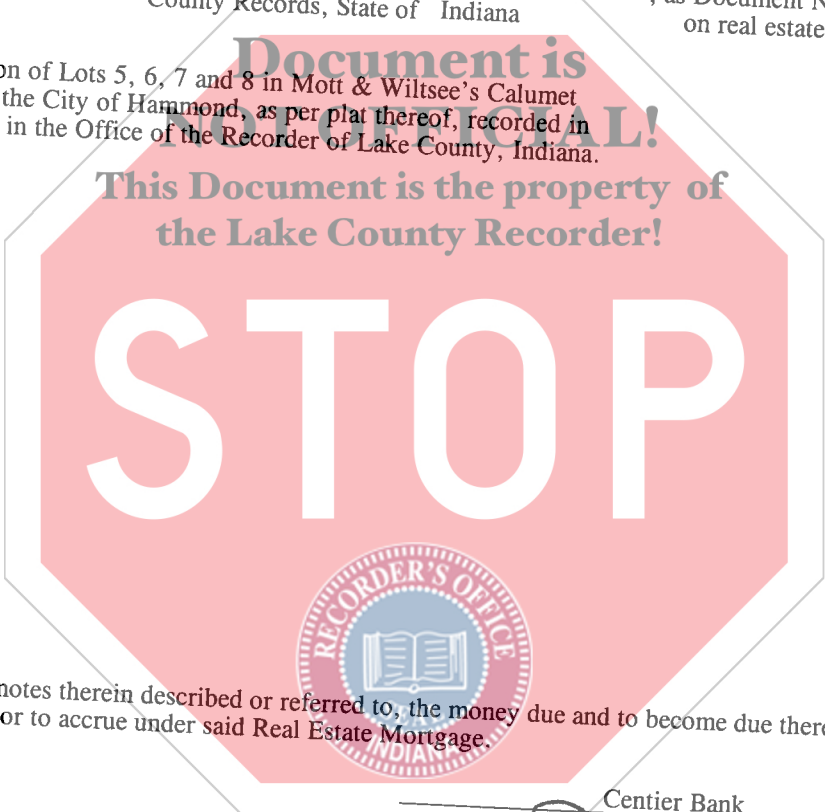 County Records, State of Indiana
, as Document N
on real estate
Document is
on of Lots 5, 6, 7 and 8 in Mott & Wiltsee's Calumet
the City of Hammond, as per plat thereof, recorded in
NOT OFFICIAL!
in the Office of the Recorder of Lake County, Indiana.
This Document is the property of
the Lake County Recorder!
STOP
RECORDER'S OFFICE
INDIANA
notes therein described or referred to, the money due and to become due there
or to accrue under said Real Estate Mortgage.
Centier Bank